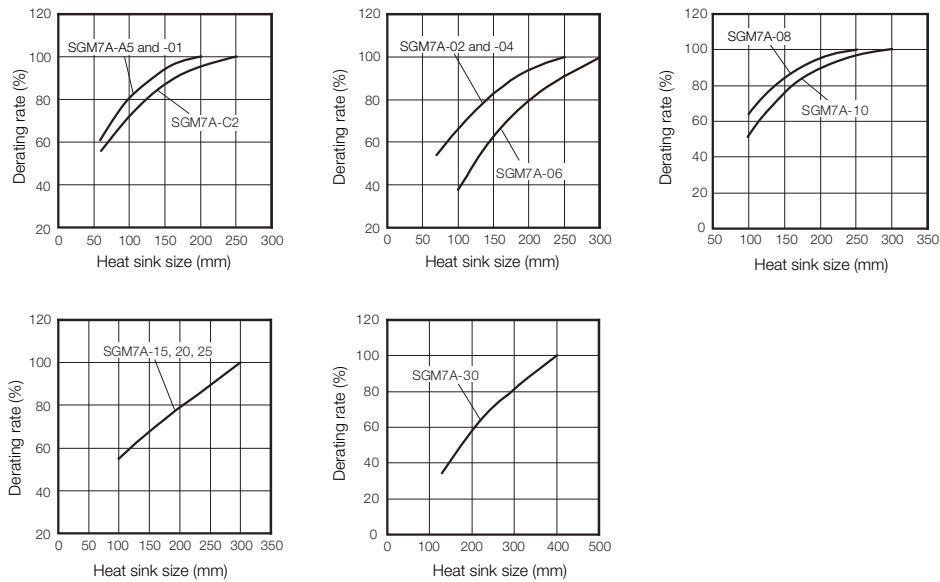 120
100
80
60
40
20
Derating rate (%)
SGM7A-A5 and -01
SGM7A-C2
0 50 100 150 200 250 300
Heat sink size (mm)
120
100
80
60
40
20
Derating rate (%)
SGM7A-02 and -04
SGM7A-06
0 50 100 150 200 250 300
Heat sink size (mm)
120
100
80
60
40
20
0
Derating rate (%)
SGM7A-08
SGM7A-10
50 100 150 200 250 300 350
Heat sink size (mm)
120
100
80
60
40
20
Derating rate (%)
SGM7A-15, 20, 25
0 50 100 150 200 250 300 350
Heat sink size (mm)
120
100
80
60
40
20
0
Derating rate (%)
SGM7A-30
0 100 200 300 400 500
Heat sink size (mm)